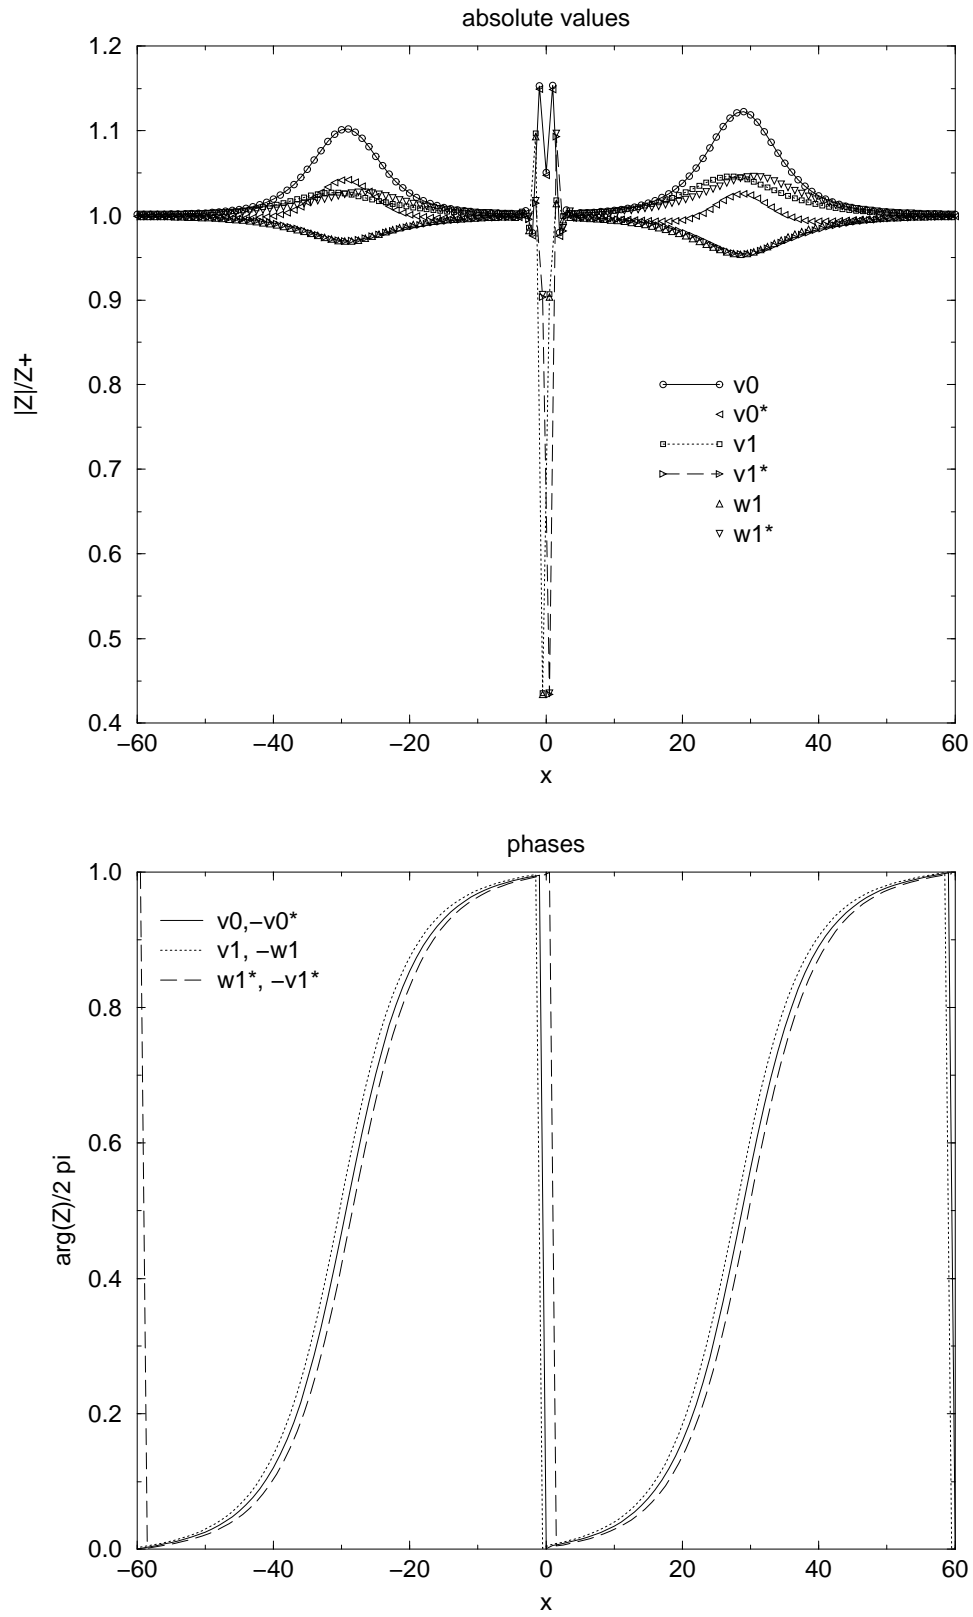 absolute values
1.2
1.1
1.0
0.9
0.8
0.7
0.6
0.5
0.4
|Z|/Z+
v0
v0*
v1
v1*
w1
w1*
−60 −40 −20 0 20 40 60
x
phases
1.0
0.8
0.6
0.4
0.2
0.0
arg(Z)/2 pi
v0,−v0*
v1, −w1
w1*, −v1*
−60 −40 −20 0 20 40 60
x